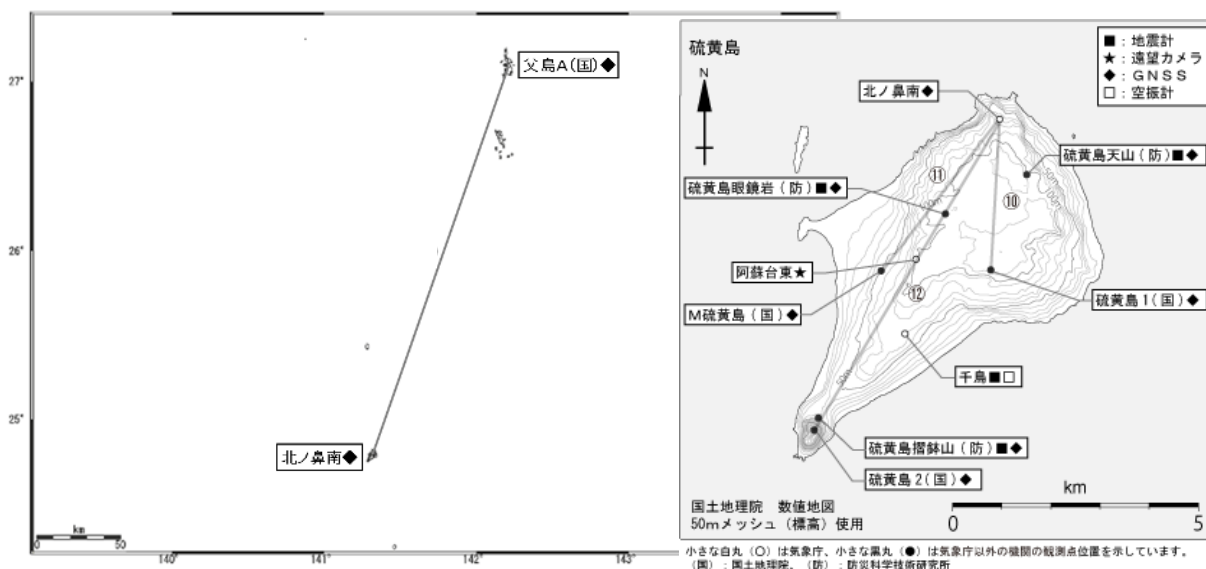 27°
26°
25°
140°
141°
142°
143°
父島A(国)◆
北ノ鼻南◆
km
0 50
硫黄島
N
■:地震計
★:遠望カメラ
◆:GNSS
□:空振計
北ノ鼻南◆
硫黄島天山(防)■◆
硫黄島眼鏡岩(防)■◆
⑪
⑩
阿蘇台東★
⑫
硫黄島1(国)◆
M硫黄島(国)◆
千鳥■□
50m
硫黄島摺鉢山(防)■◆
硫黄島2(国)◆
国土地理院 数値地図
50mメッシュ(標高)使用
km
0 5
小さな白丸(○)は気象庁、小さな黒丸(●)は気象庁以外の機関の観測点位置を示しています。
(国):国土地理院、(防):防災科学技術研究所